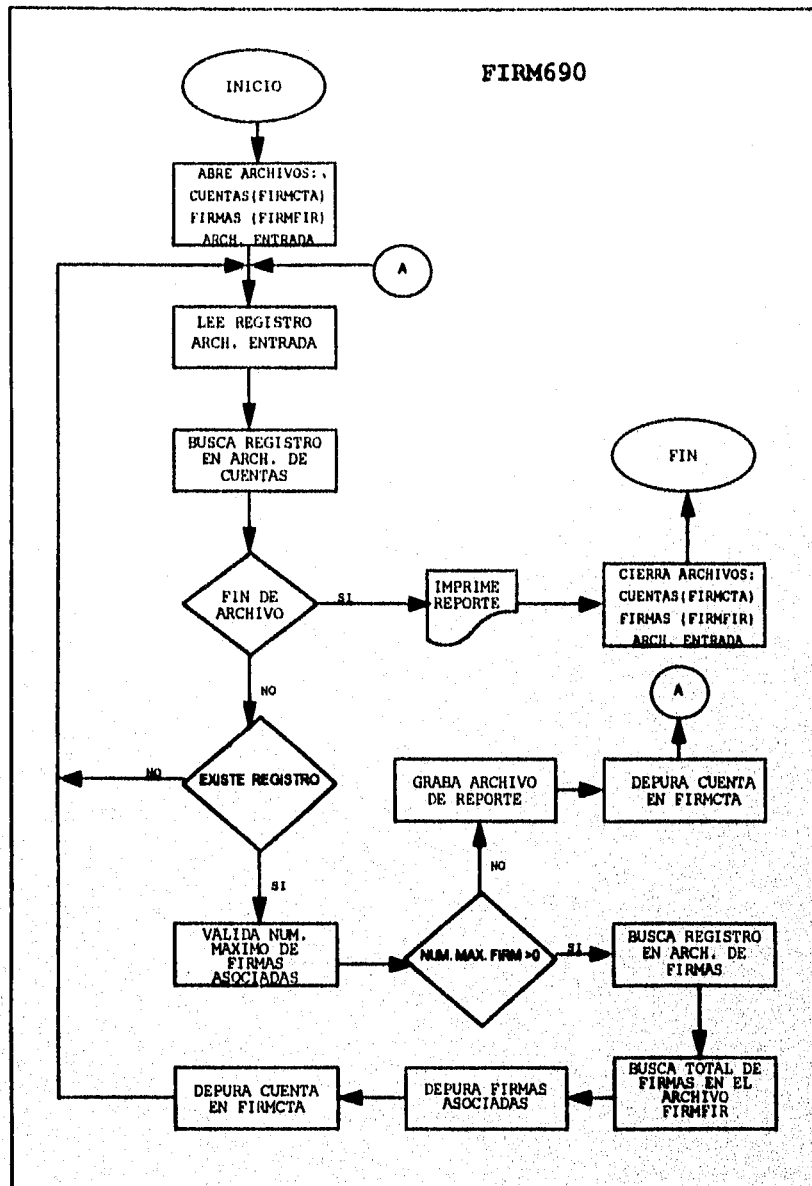 FIRM690
INICIO
ABRE ARCHIVOS:
CUENTAS(FIRMCTA)
FIRMAS (FIRMFIR)
ARCH. ENTRADA
A
LEE REGISTRO
ARCH. ENTRADA
BUSCA REGISTRO
EN ARCH. DE
CUENTAS
FIN DE
ARCHIVO
SI
IMPRIME
REPORTE
CIERRA ARCHIVOS:
CUENTAS(FIRMCTA)
FIRMAS (FIRMFIR)
ARCH. ENTRADA
FIN
NO
EXISTE REGISTRO
NO
SI
VALIDA NUM.
MAXIMO DE
FIRMAS
ASOCIADAS
NUM. MAX. FIRM >0
NO
GRABA ARCHIVO
DE REPORTE
DEPURA CUENTA
EN FIRMCTA
A
SI
BUSCA REGISTRO
EN ARCH. DE
FIRMAS
BUSCA TOTAL DE
FIRMAS EN EL
ARCHIVO
FIRMFIR
DEPURA FIRMAS
ASOCIADAS
DEPURA CUENTA
EN FIRMCTA